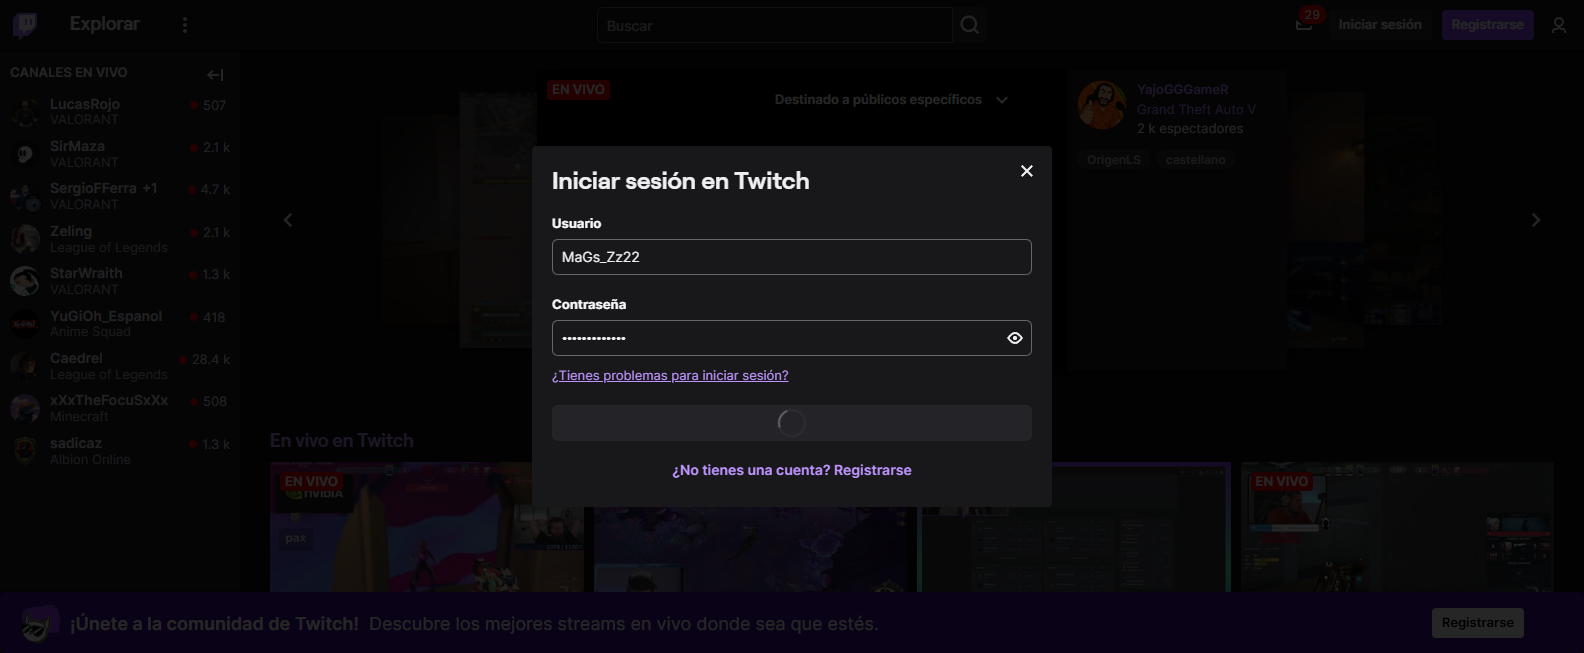 Explorar
Buscar
29
Iniciar sesión
Registrarse
CANALES EN VIVO
LucasRojo
507
VALORANT
SirMaza
2.1 k
VALORANT
SergioFFerra +1
4.7 k
VALORANT
Zeling
2.1 k
League of Legends
StarWraith
1.3 k
VALORANT
YuGiOh_Espanol
418
Anime Squad
Caedrel
28.4 k
League of Legends
xXxTheFocuSxXx
508
Minecraft
sadicaz
1.3 k
Albion Online
EN VIVO
Destinado a públicos específicos
YajoGGGameR
Grand Theft Auto V
2 k espectadores
OrigenLS
castellano
Iniciar sesión en Twitch
Usuario
MaGs_Zz22
Contraseña
¿Tienes problemas para iniciar sesión?
¿No tienes una cuenta? Registrarse
En vivo en Twitch
EN VIVO
NVIDIA
pax
EN VIVO
¡Únete a la comunidad de Twitch! Descubre los mejores streams en vivo donde sea que estés.
Registrarse